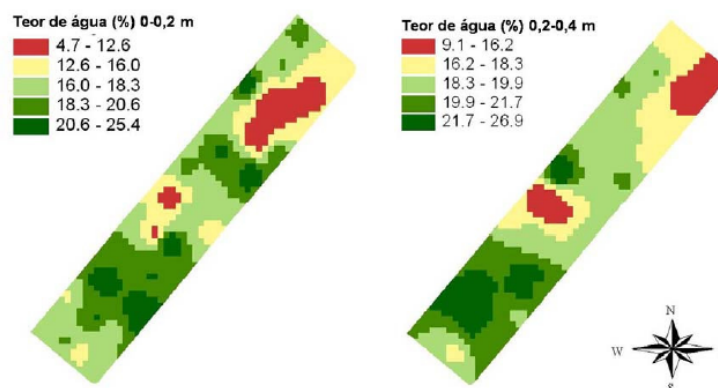 Teor de água (%) 0-0,2 m
4.7 - 12.6
12.6 - 16.0
16.0 - 18.3
18.3 - 20.6
20.6 - 25.4
Teor de água (%) 0,2-0,4 m
9.1 - 16.2
16.2 - 18.3
18.3 - 19.9
19.9 - 21.7
21.7 - 26.9
N
W
E
S